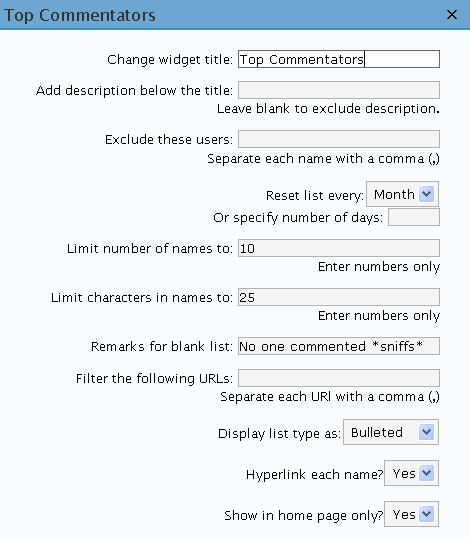 Top Commentators
Change widget title: Top Commentators
Add description below the title:
Leave blank to exclude description.
Exclude these users:
Separate each name with a comma (,)
Reset list every: Month
Or specify number of days:
Limit number of names to: 10
Enter numbers only
Limit characters in names to: 25
Enter numbers only
Remarks for blank list: No one commented *sniffs*
Filter the following URLs:
Separate each URl with a comma (,)
Display list type as: Bulleted
Hyperlink each name? Yes
Show in home page only? Yes